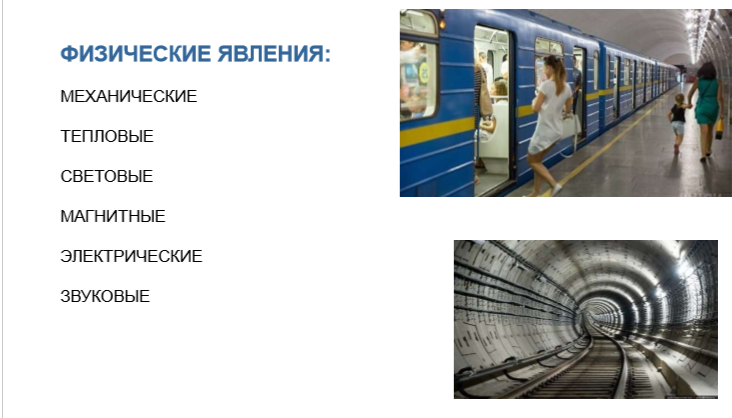 ФИЗИЧЕСКИЕ ЯВЛЕНИЯ:
МЕХАНИЧЕСКИЕ
ТЕПЛОВЫЕ
СВЕТОВЫЕ
МАГНИТНЫЕ
ЭЛЕКТРИЧЕСКИЕ
ЗВУКОВЫЕ